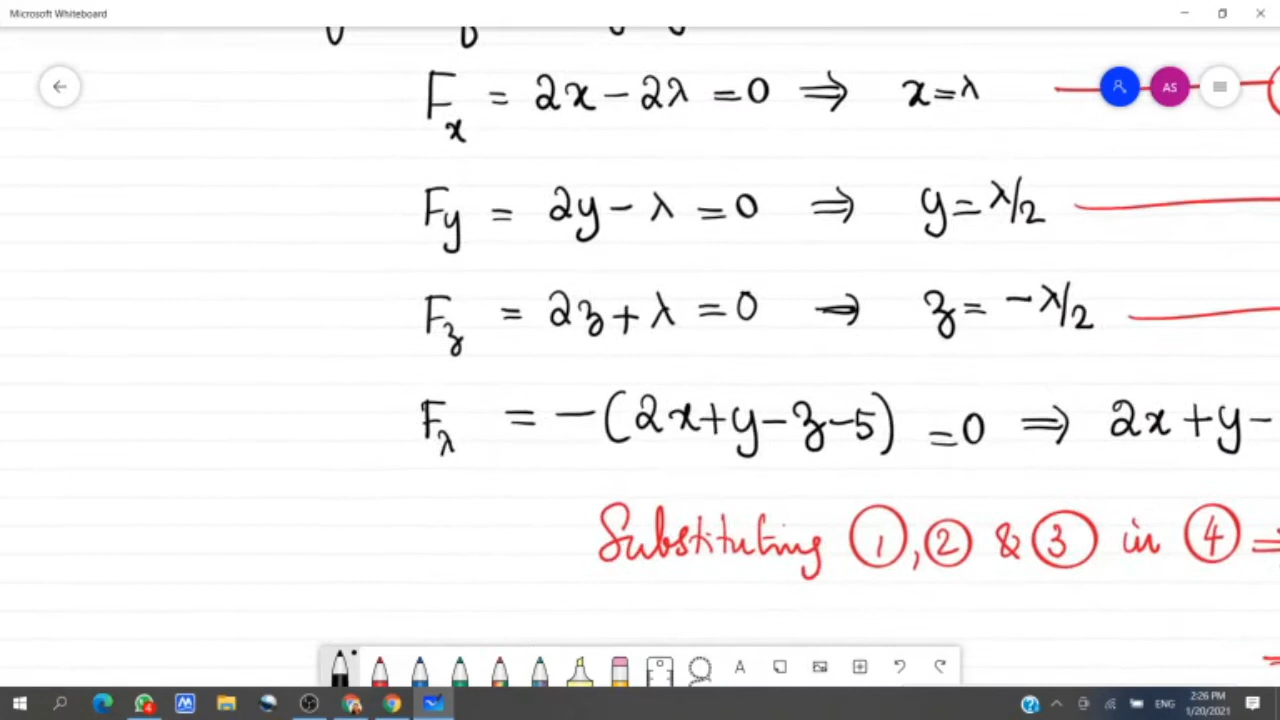 Microsoft Whiteboard
AS
Fx = 2x - 2λ = 0 ⇒ x = λ
Fy = 2y - λ = 0 ⇒ y = λ/2
Fz = 2z + λ = 0 ⇒ z = -λ/2
Fλ = -(2x + y - z - 5) = 0 ⇒ 2x + y -
Substituting ①, ② & ③ in ④ =
A
4
ENG
2:26 PM
1/20/2021